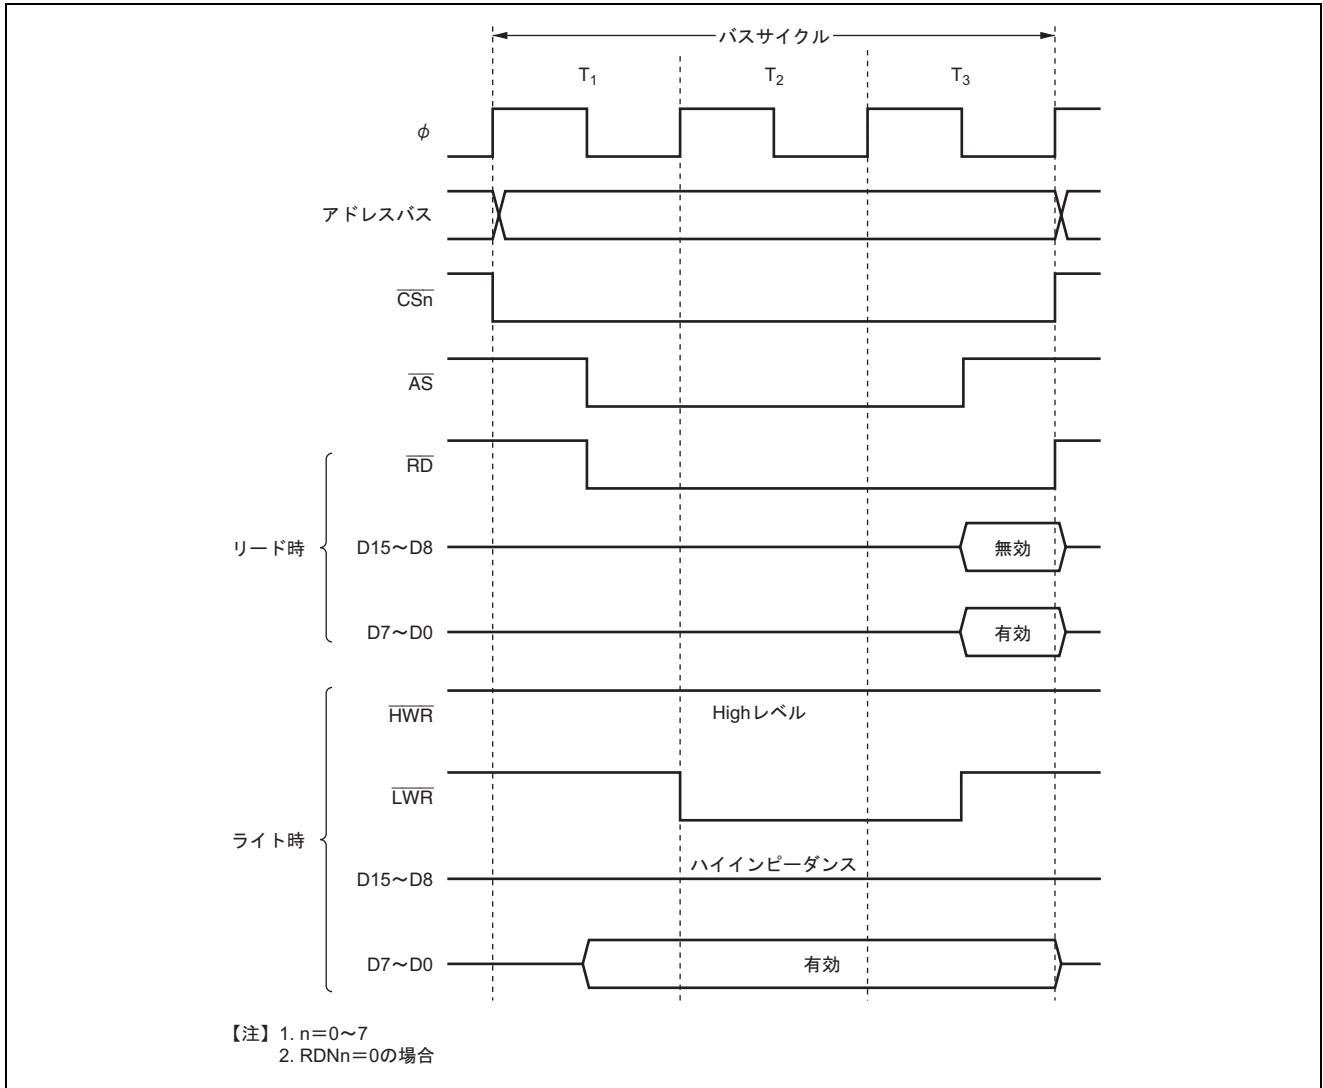 バスサイクル
T1 T2 T3
φ
アドレスバス
CSn
AS
RD
リード時
D15～D8 無効
D7～D0 有効
HWR Highレベル
LWR
ライト時
D15～D8 ハイインピーダンス
D7～D0 有効
【注】1. n＝0～7
2. RDNn＝0の場合